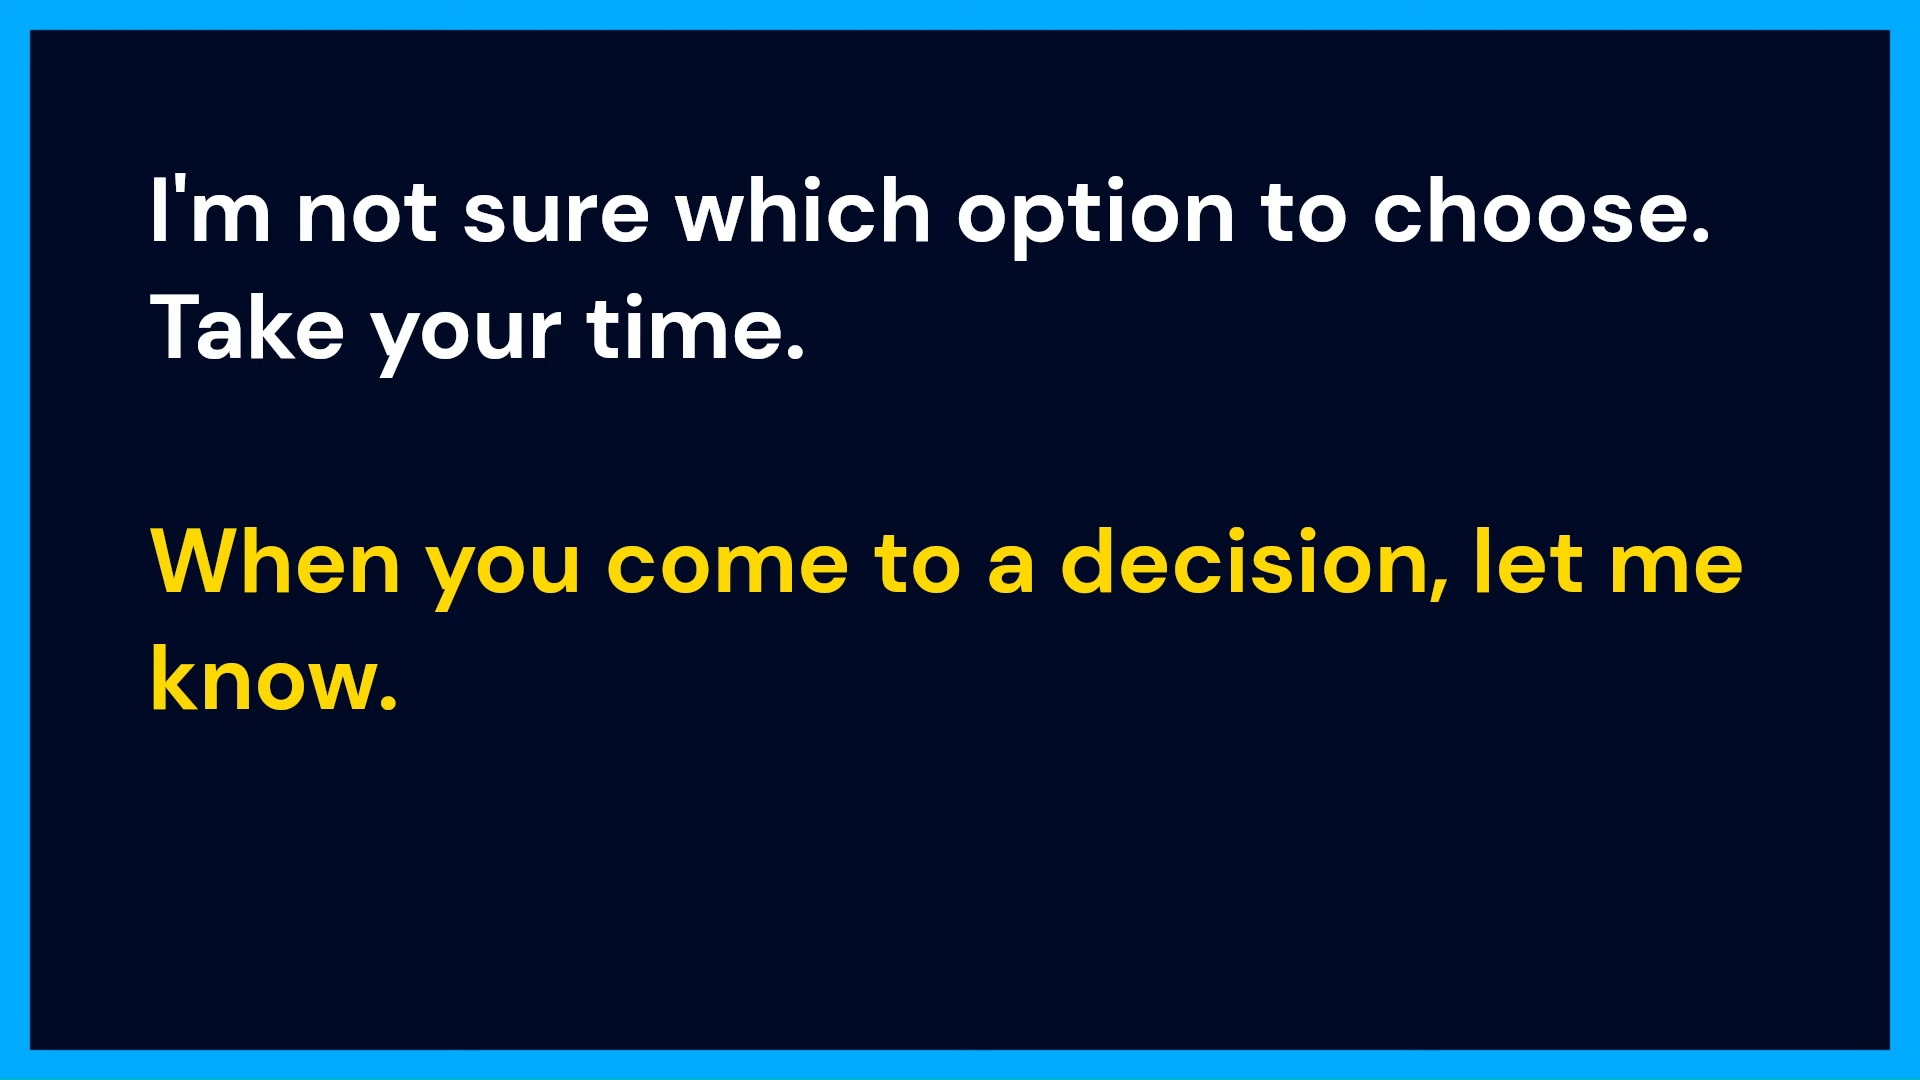 I'm not sure which option to choose.
Take your time.
When you come to a decision, let me
know.